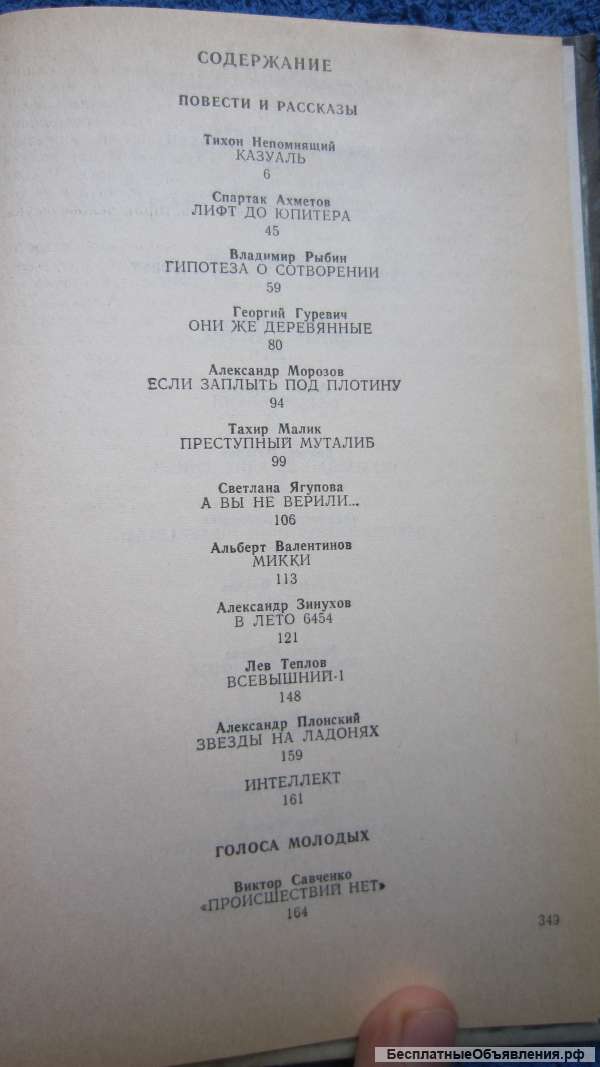 СОДЕРЖАНИЕ
ПОВЕСТИ И РАССКАЗЫ
Тихон Непомнящий
КАЗУАЛЬ
6
Спартак Ахметов
ЛИФТ ДО ЮПИТЕРА
45
Владимир Рыбин
ГИПОТЕЗА О СОТВОРЕНИИ
59
Георгий Гуревич
ОНИ ЖЕ ДЕРЕВЯННЫЕ
80
Александр Морозов
ЕСЛИ ЗАПЛЫТЬ ПОД ПЛОТИНУ
94
Тахир Малик
ПРЕСТУПНЫЙ МУТАЛИБ
99
Светлана Ягупова
А ВЫ НЕ ВЕРИЛИ...
106
Альберт Валентинов
МИККИ
113
Александр Зинухов
В ЛЕТО 6454
121
Лев Теплов
ВСЕВЫШНИЙ-1
148
Александр Плонский
ЗВЕЗДЫ НА ЛАДОНЯХ
159
ИНТЕЛЛЕКТ
161
ГОЛОСА МОЛОДЫХ
Виктор Савченко
«ПРОИСШЕСТВИЙ НЕТ»
164
349
БесплатныеОбъявления.рф